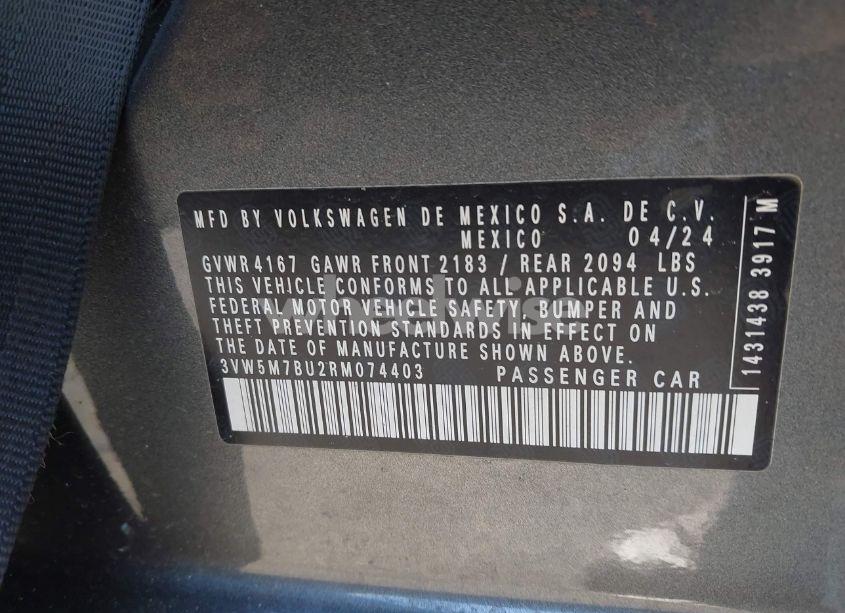 MFD BY VOLKSWAGEN DE MEXICO S.A. DE C.V.
MEXICO 04/24
GVWR 4167 GAWR FRONT 2183 / REAR 2094 LBS
THIS VEHICLE CONFORMS TO ALL APPLICABLE U.S.
FEDERAL MOTOR VEHICLE SAFETY, BUMPER AND
THEFT PREVENTION STANDARDS IN EFFECT ON
THE DATE OF MANUFACTURE SHOWN ABOVE.
3VW5M7BU2RM074403 PASSENGER CAR
1431438 3917 M